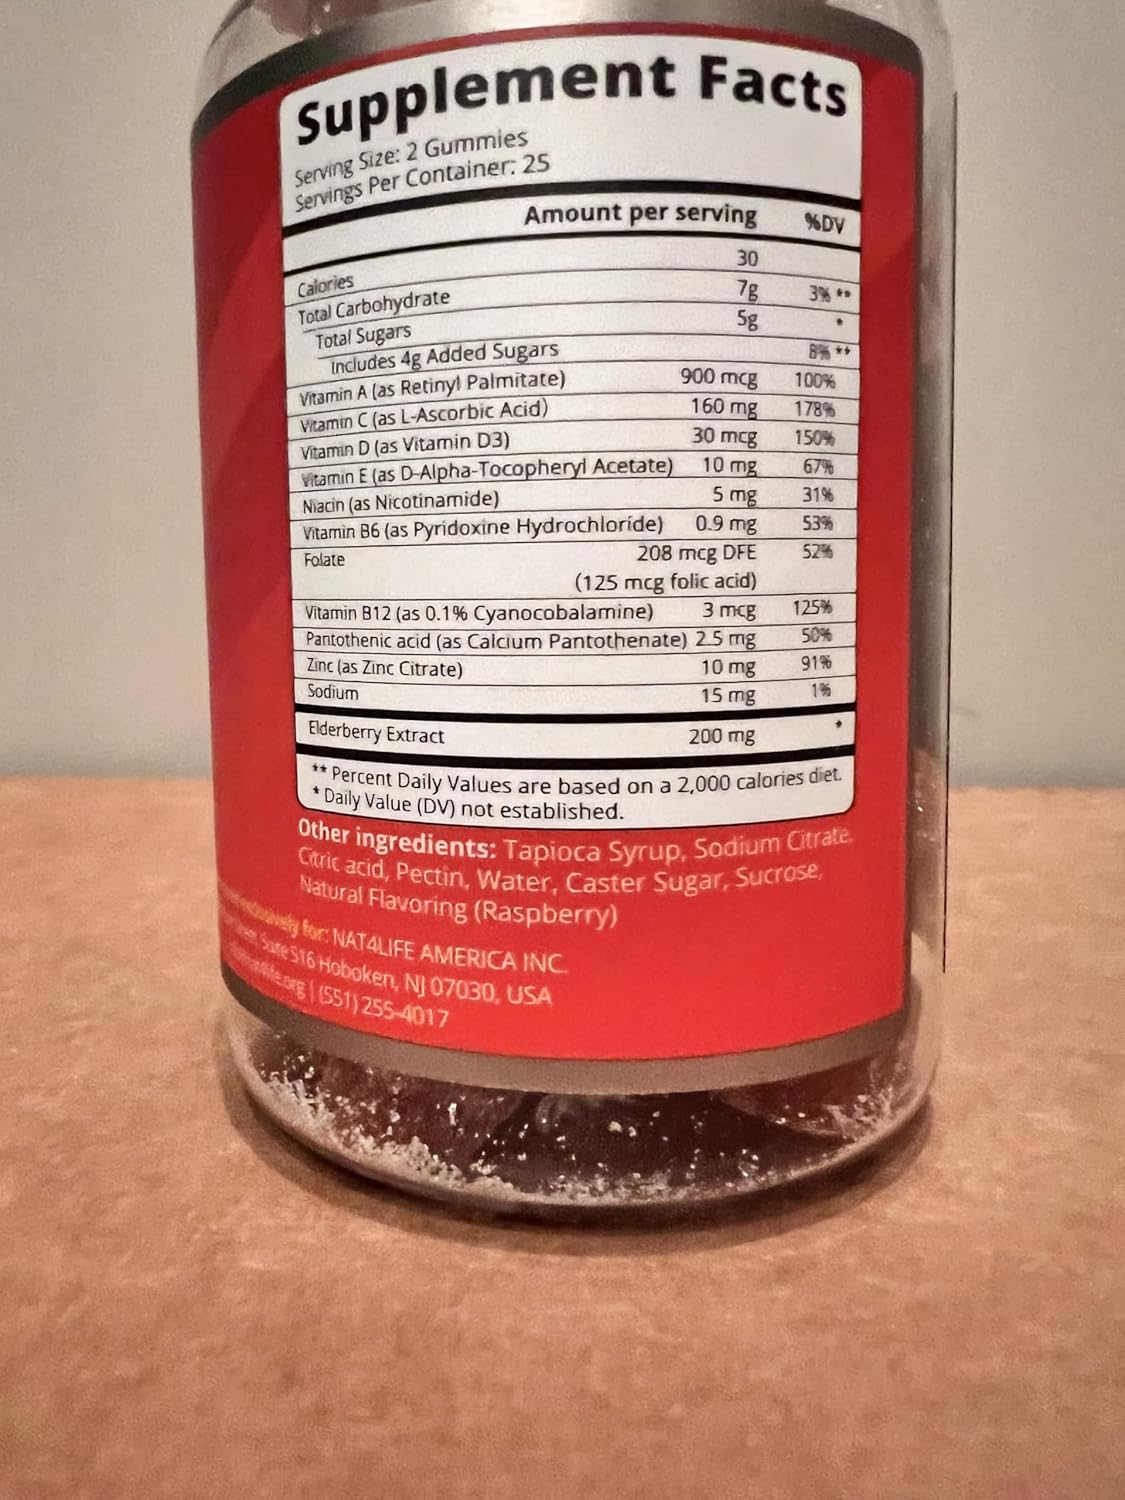 Supplement Facts
Serving Size: 2 Gummies
Servings Per Container: 25
Amount per serving %DV
Calories 30
Total Carbohydrate 7g 3% **
Total Sugars 5g *
Includes 4g Added Sugars 8% **
Vitamin A (as Retinyl Palmitate) 900 mcg 100%
Vitamin C (as L-Ascorbic Acid) 160 mg 178%
Vitamin D (as Vitamin D3) 30 mcg 150%
Vitamin E (as D-Alpha-Tocopheryl Acetate) 10 mg 67%
Niacin (as Nicotinamide) 5 mg 31%
Vitamin B6 (as Pyridoxine Hydrochloride) 0.9 mg 53%
Folate 208 mcg DFE 52%
(125 mcg folic acid)
Vitamin B12 (as 0.1% Cyanocobalamine) 3 mcg 125%
Pantothenic acid (as Calcium Pantothenate) 2.5 mg 50%
Zinc (as Zinc Citrate) 10 mg 91%
Sodium 15 mg 1%
Elderberry Extract 200 mg *
** Percent Daily Values are based on a 2,000 calories diet.
* Daily Value (DV) not established.
Other ingredients: Tapioca Syrup, Sodium Citrate,
Citric acid, Pectin, Water, Caster Sugar, Sucrose,
Natural Flavoring (Raspberry)
exclusively for: NAT4LIFE AMERICA INC.
Suite 516 Hoboken, NJ 07030, USA
| (551) 255-4017